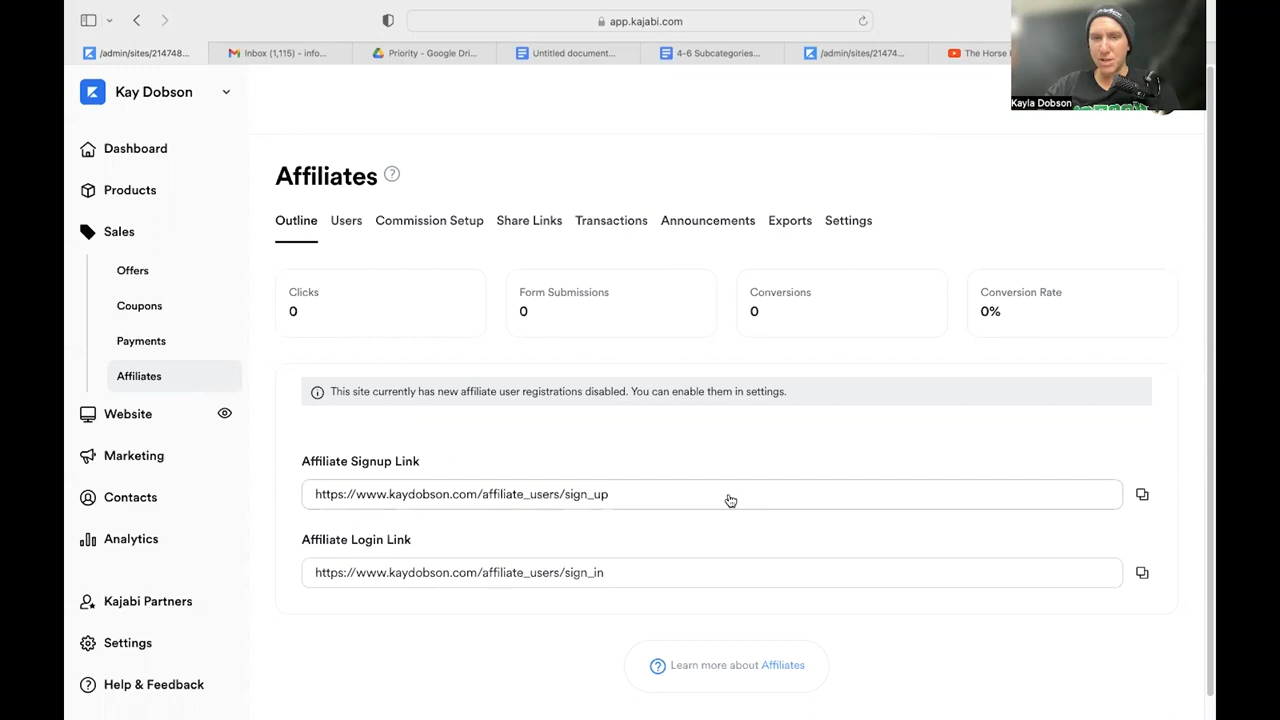 app.kajabi.com
/admin/sites/214748...
Inbox (1,115) - info...
Priority - Google Dri...
Untitled document...
4-6 Subcategories...
/admin/sites/21474...
The Horse
Kayla Dobson
Kay Dobson
Dashboard
Products
Sales
Offers
Coupons
Payments
Affiliates
Website
Marketing
Contacts
Analytics
Kajabi Partners
Settings
Help & Feedback
Affiliates
Outline Users Commission Setup Share Links Transactions Announcements Exports Settings
Clicks
0
Form Submissions
0
Conversions
0
Conversion Rate
0%
This site currently has new affiliate user registrations disabled. You can enable them in settings.
Affiliate Signup Link
https://www.kaydobson.com/affiliate_users/sign_up
Affiliate Login Link
https://www.kaydobson.com/affiliate_users/sign_in
Learn more about Affiliates